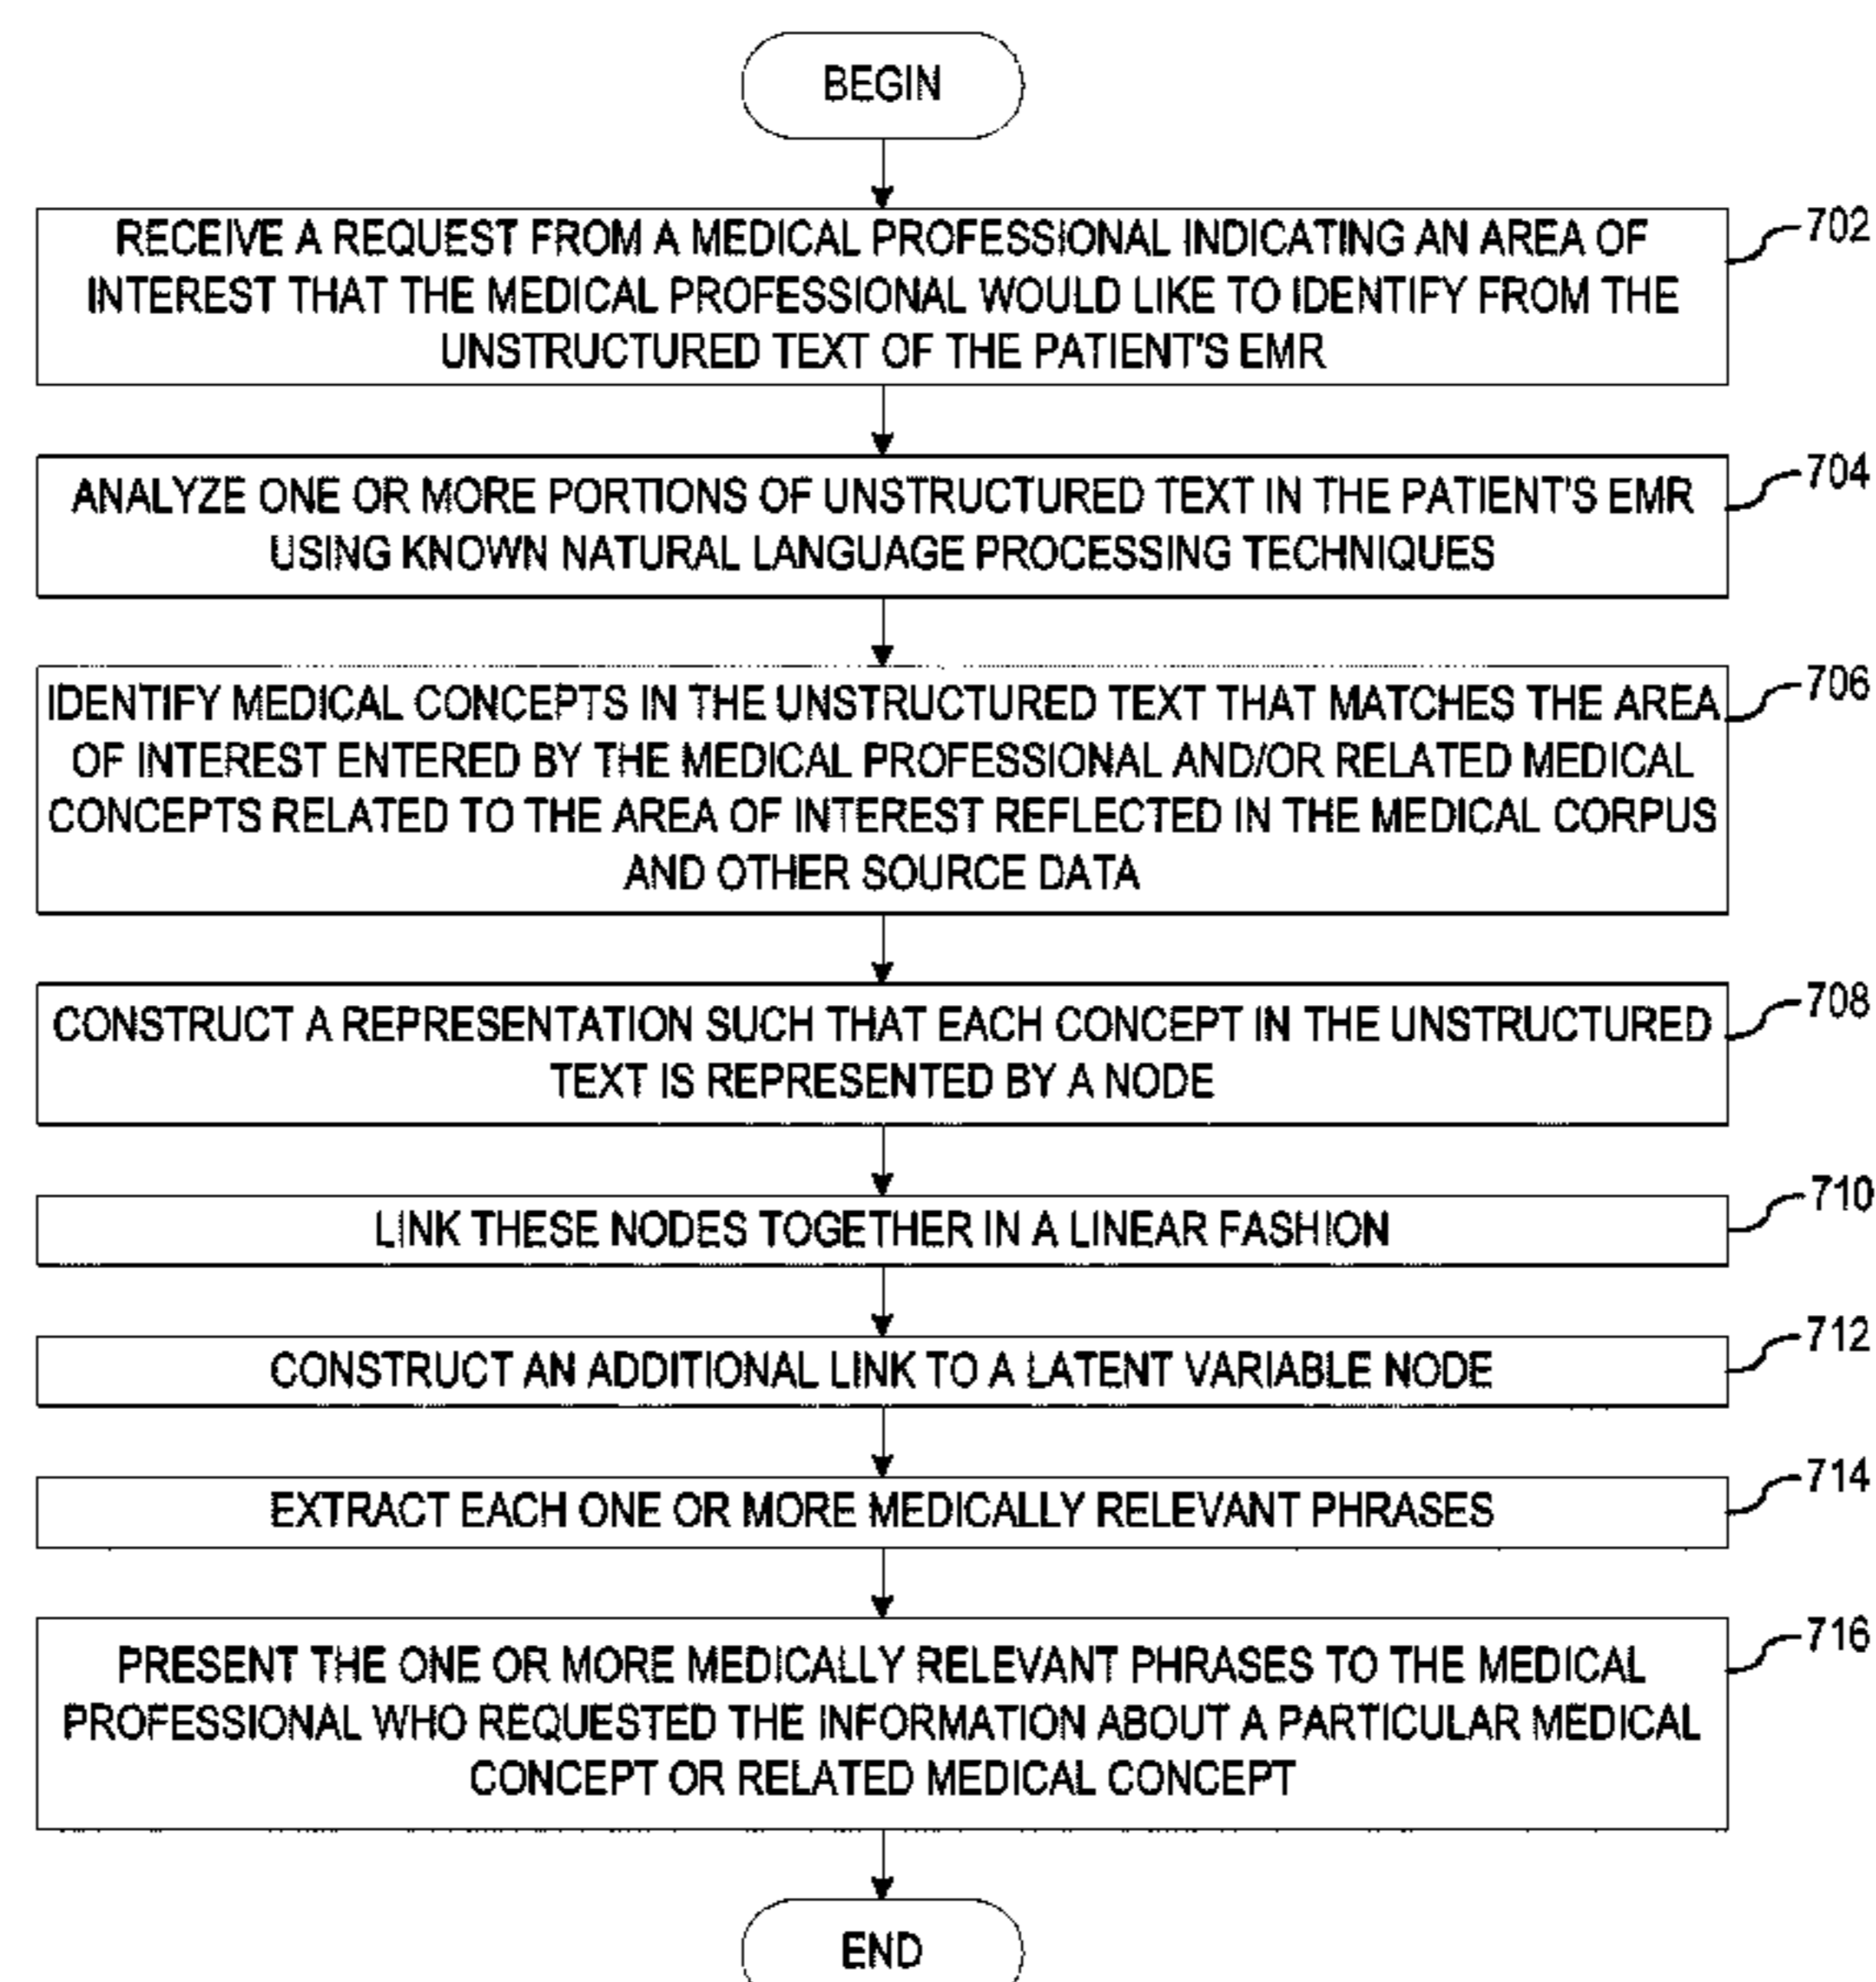 BEGIN
RECEIVE A REQUEST FROM A MEDICAL PROFESSIONAL INDICATING AN AREA OF
INTEREST THAT THE MEDICAL PROFESSIONAL WOULD LIKE TO IDENTIFY FROM THE
UNSTRUCTURED TEXT OF THE PATIENT'S EMR
702
ANALYZE ONE OR MORE PORTIONS OF UNSTRUCTURED TEXT IN THE PATIENT'S EMR
USING KNOWN NATURAL LANGUAGE PROCESSING TECHNIQUES
704
IDENTIFY MEDICAL CONCEPTS IN THE UNSTRUCTURED TEXT THAT MATCHES THE AREA
OF INTEREST ENTERED BY THE MEDICAL PROFESSIONAL AND/OR RELATED MEDICAL
CONCEPTS RELATED TO THE AREA OF INTEREST REFLECTED IN THE MEDICAL CORPUS
AND OTHER SOURCE DATA
706
CONSTRUCT A REPRESENTATION SUCH THAT EACH CONCEPT IN THE UNSTRUCTURED
TEXT IS REPRESENTED BY A NODE
708
LINK THESE NODES TOGETHER IN A LINEAR FASHION
710
CONSTRUCT AN ADDITIONAL LINK TO A LATENT VARIABLE NODE
712
EXTRACT EACH ONE OR MORE MEDICALLY RELEVANT PHRASES
714
PRESENT THE ONE OR MORE MEDICALLY RELEVANT PHRASES TO THE MEDICAL
PROFESSIONAL WHO REQUESTED THE INFORMATION ABOUT A PARTICULAR MEDICAL
CONCEPT OR RELATED MEDICAL CONCEPT
716
END